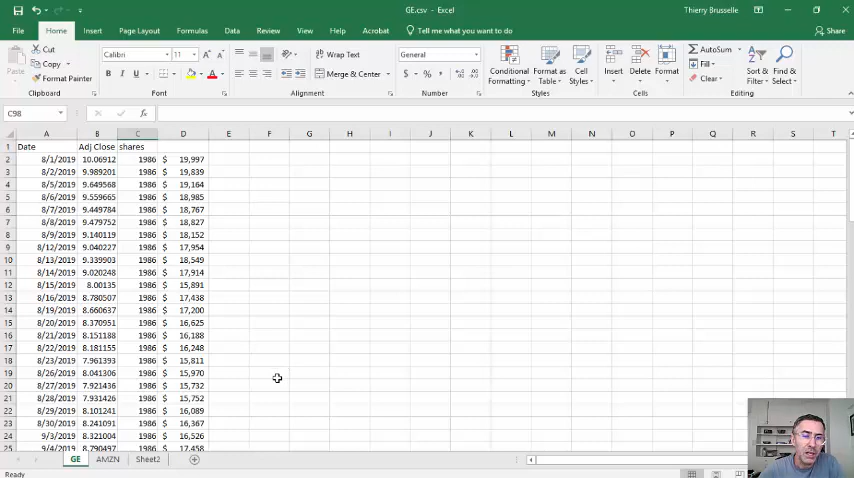 GE.csv - Excel
Thierry Brusselle
File Home Insert Page Layout Formulas Data Review View Help Acrobat Tell me what you want to do Share
Cut
Copy
Format Painter
Paste
Clipboard
Calibri 11
B I U
Font
Wrap Text
Merge & Center
Alignment
General
$ % ,
Number
Conditional Formatting
Format as Table
Cell Styles
Styles
Insert Delete Format
Cells
AutoSum
Fill
Clear
Sort & Filter
Find & Select
Editing
C98 fx
A B C D E F G H I J K L M N O P Q R S T
1 Date Adj Close shares
2 8/1/2019 10.06912 1986 $ 19,997
3 8/2/2019 9.989201 1986 $ 19,839
4 8/5/2019 9.649568 1986 $ 19,164
5 8/6/2019 9.559665 1986 $ 18,985
6 8/7/2019 9.449784 1986 $ 18,767
7 8/8/2019 9.479752 1986 $ 18,827
8 8/9/2019 9.140119 1986 $ 18,152
9 8/12/2019 9.040227 1986 $ 17,954
10 8/13/2019 9.339903 1986 $ 18,549
11 8/14/2019 9.020248 1986 $ 17,914
12 8/15/2019 8.00135 1986 $ 15,891
13 8/16/2019 8.780507 1986 $ 17,438
14 8/19/2019 8.660637 1986 $ 17,200
15 8/20/2019 8.370951 1986 $ 16,625
16 8/21/2019 8.151188 1986 $ 16,188
17 8/22/2019 8.181155 1986 $ 16,248
18 8/23/2019 7.961393 1986 $ 15,811
19 8/26/2019 8.041306 1986 $ 15,970
20 8/27/2019 7.921436 1986 $ 15,732
21 8/28/2019 7.931426 1986 $ 15,752
22 8/29/2019 8.101241 1986 $ 16,089
23 8/30/2019 8.241091 1986 $ 16,367
24 9/3/2019 8.321004 1986 $ 16,526
25 9/4/2019 8.790497 1986 $ 17,458
GE AMZN Sheet2
Ready